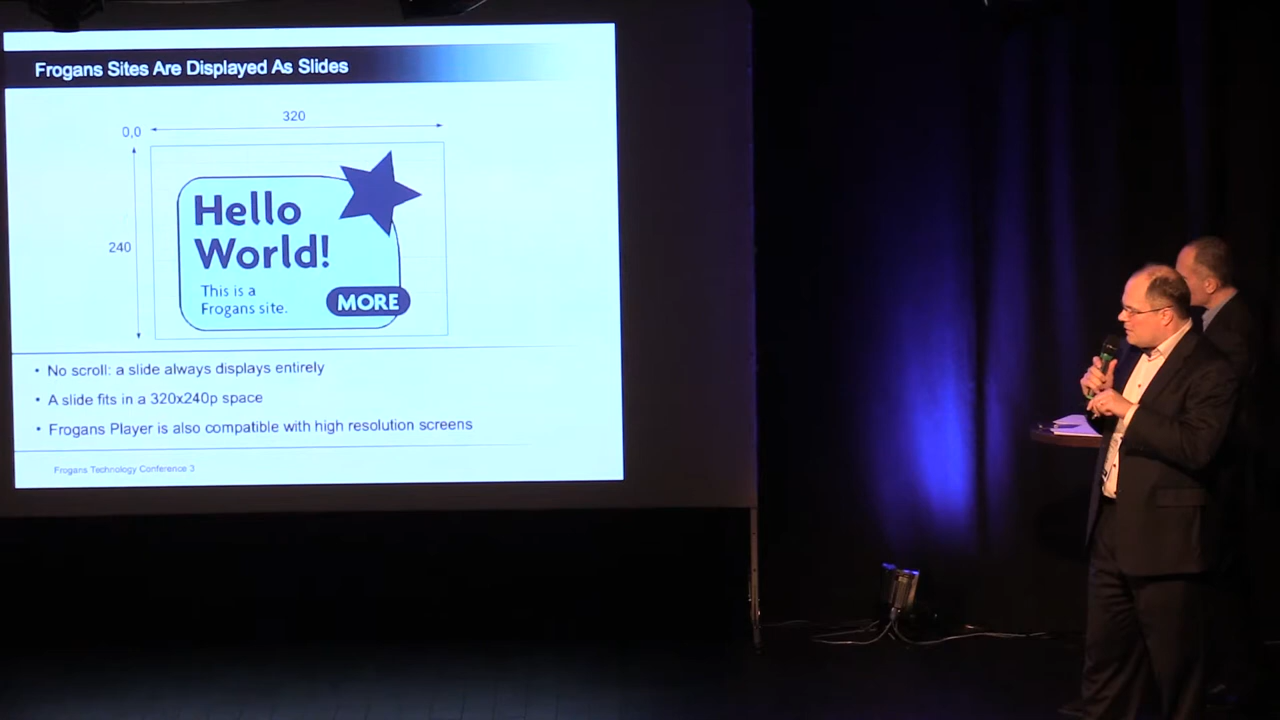 Frogans Sites Are Displayed As Slides
320
0,0
240
Hello
World!
This is a
Frogans site.
MORE
• No scroll: a slide always displays entirely
• A slide fits in a 320x240p space
• Frogans Player is also compatible with high resolution screens
Frogans Technology Conference 3